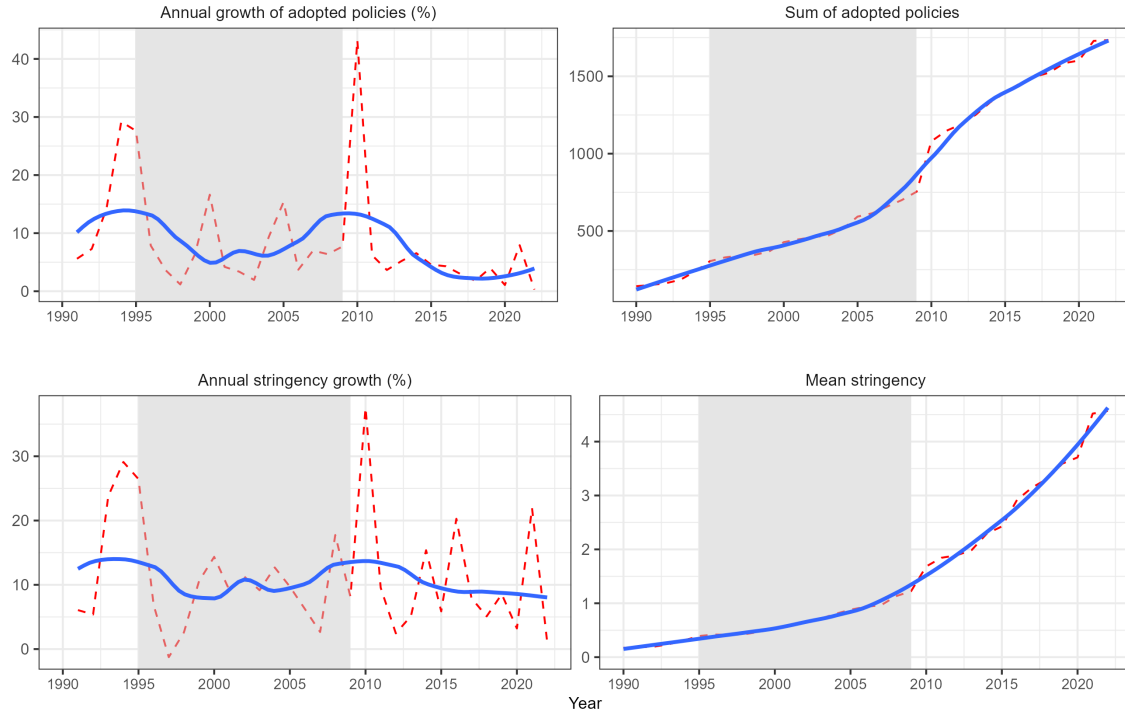 Annual growth of adopted policies (%)
Sum of adopted policies
40
30
20
10
0
1990 1995 2000 2005 2010 2015 2020
1500
1000
500
1990 1995 2000 2005 2010 2015 2020
Annual stringency growth (%)
Mean stringency
30
20
10
0
1990 1995 2000 2005 2010 2015 2020
4
3
2
1
0
1990 1995 2000 2005 2010 2015 2020
Year